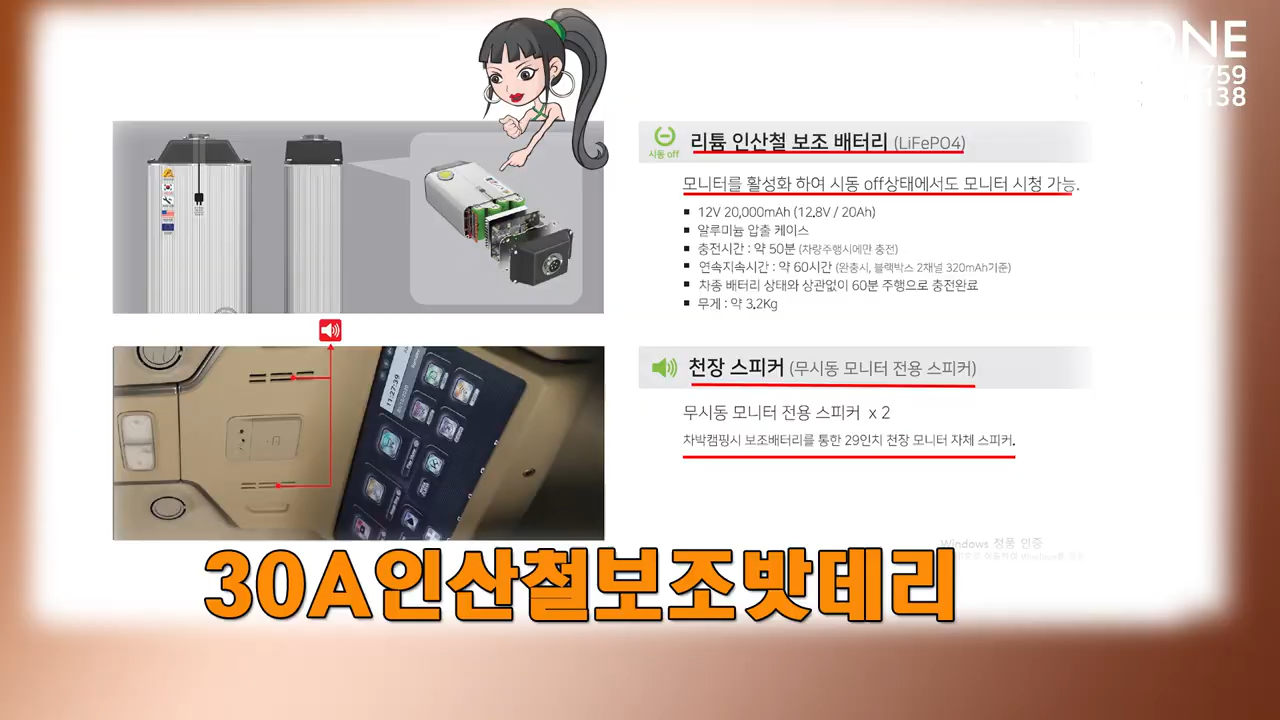 ONE
759
138
시동 off
리튬 인산철 보조 배터리 (LiFePO4)
모니터를 활성화 하여 시동 off상태에서도 모니터 시청 가능.
12V 20,000mAh (12.8V / 20Ah)
알루미늄 압출 케이스
충전시간 : 약 50분 (차량주행시에만 충전)
연속지속시간 : 약 60시간 (완충시, 블랙박스 2채널 320mAh기준)
차종 배터리 상태와 상관없이 60분 주행으로 충전완료
무게 : 약 3.2Kg
천장 스피커 (무시동 모니터 전용 스피커)
무시동 모니터 전용 스피커 x 2
차박캠핑시 보조배터리를 통한 29인치 천장 모니터 자체 스피커.
11:27/39
Windows 정품 인증
30A인산철보조밧데리